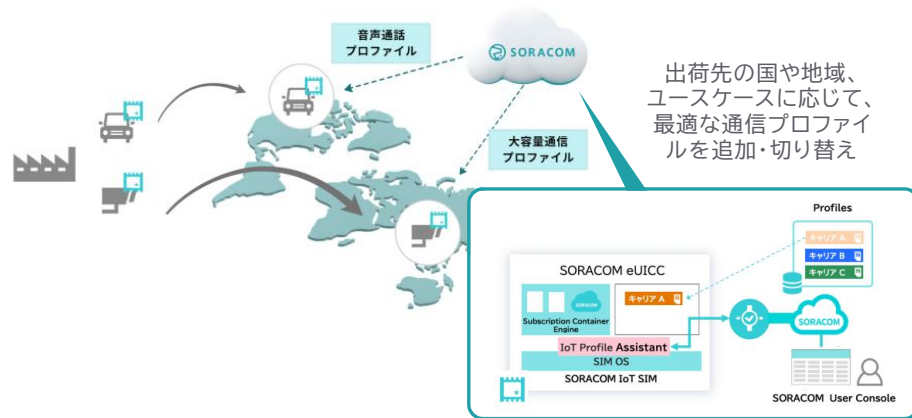 音声通話
プロファイル
SORACOM
大容量通信
プロファイル
出荷先の国や地域、
ユースケースに応じて、
最適な通信プロファイ
ルを追加・切り替え
Profiles
キャリア A
キャリア B
キャリア C
SORACOM eUICC
キャリア A
SORACOM
Subscription Container
Engine
IoT Profile Assistant
SIM OS
SORACOM IoT SIM
SORACOM
SORACOM User Console